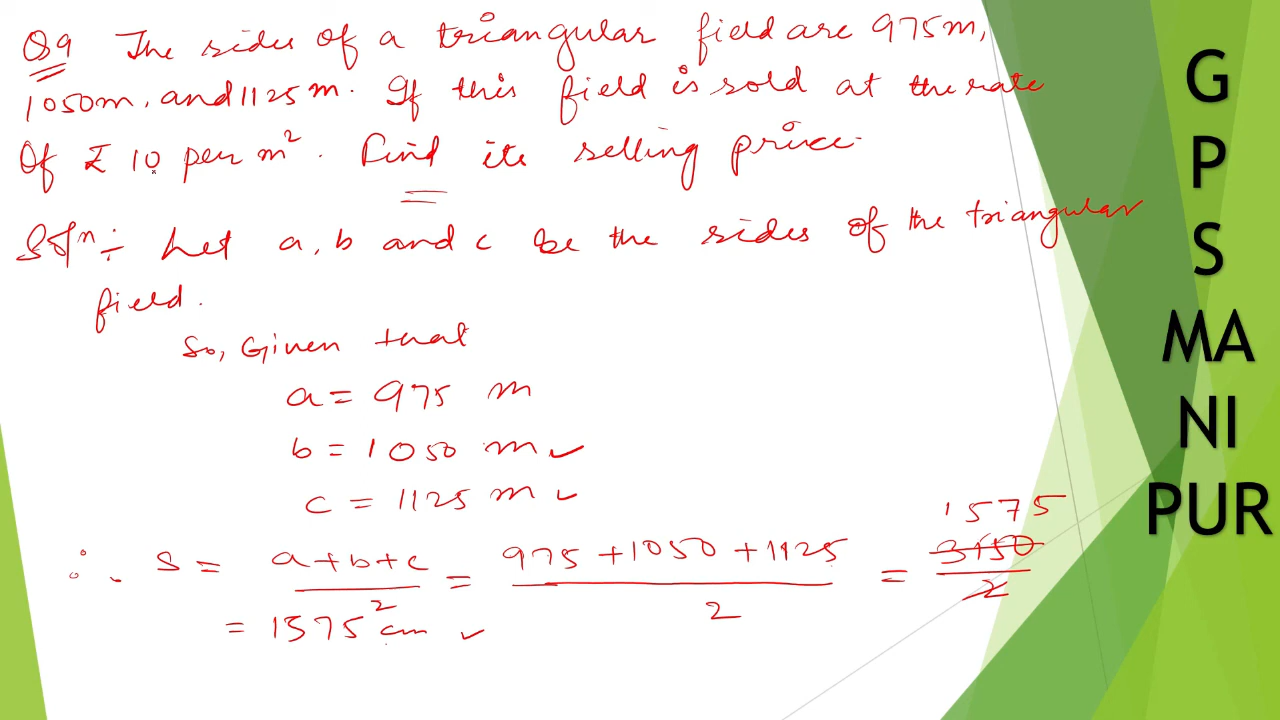 Q9 The sides of a triangular field are 975m,
1050m, and 1125m. If this field is sold at the rate
Of ₹ 10 per m². Find its selling price.
Solⁿ:- Let a, b and c be the sides of the triangular
field.
So, Given that
a = 975 m
b = 1050 m ✓
c = 1125 m ✓
∴ S = (a+b+c)/2 = (975+1050+1125)/2 = 3150/2 1575
= 1575 cm ✓
G
P
S
MA
NI
PUR